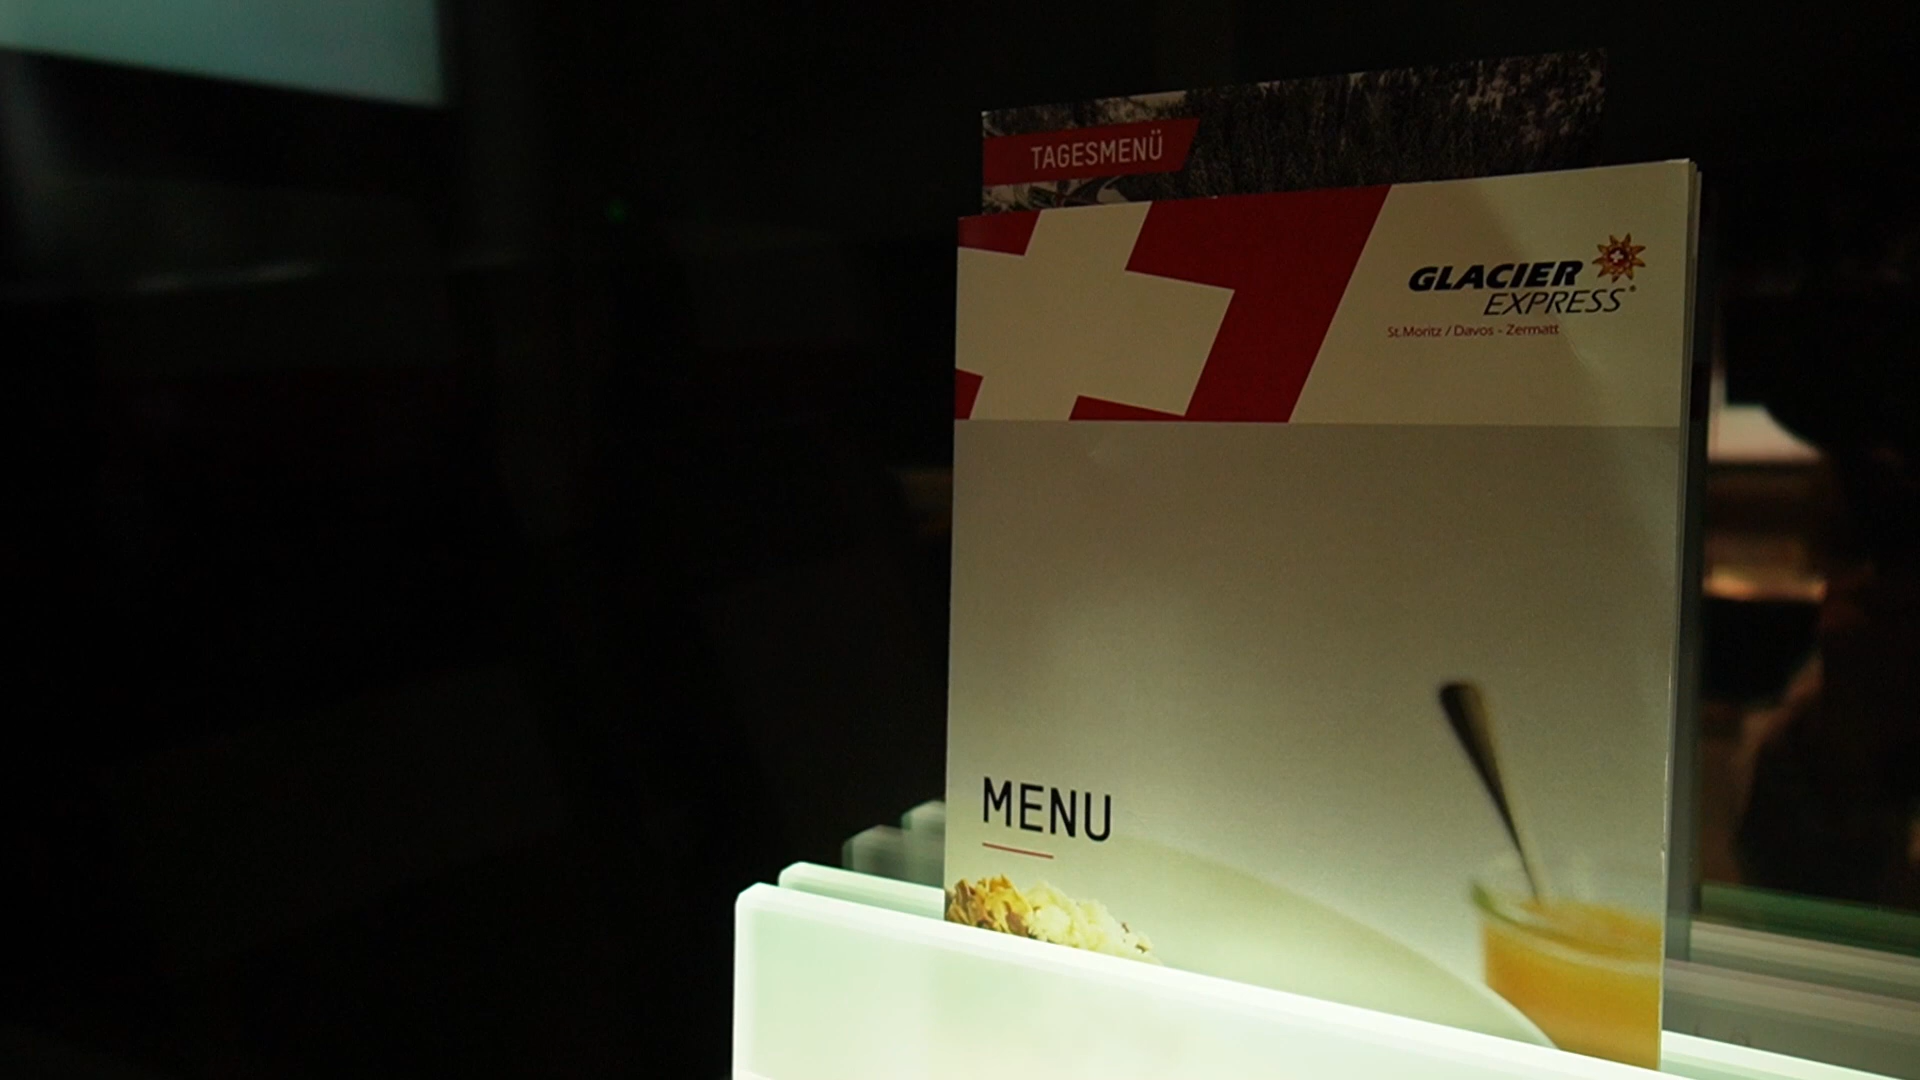 TAGESMENÜ
GLACIER
EXPRESS®
St. Moritz / Davos - Zermatt
MENU